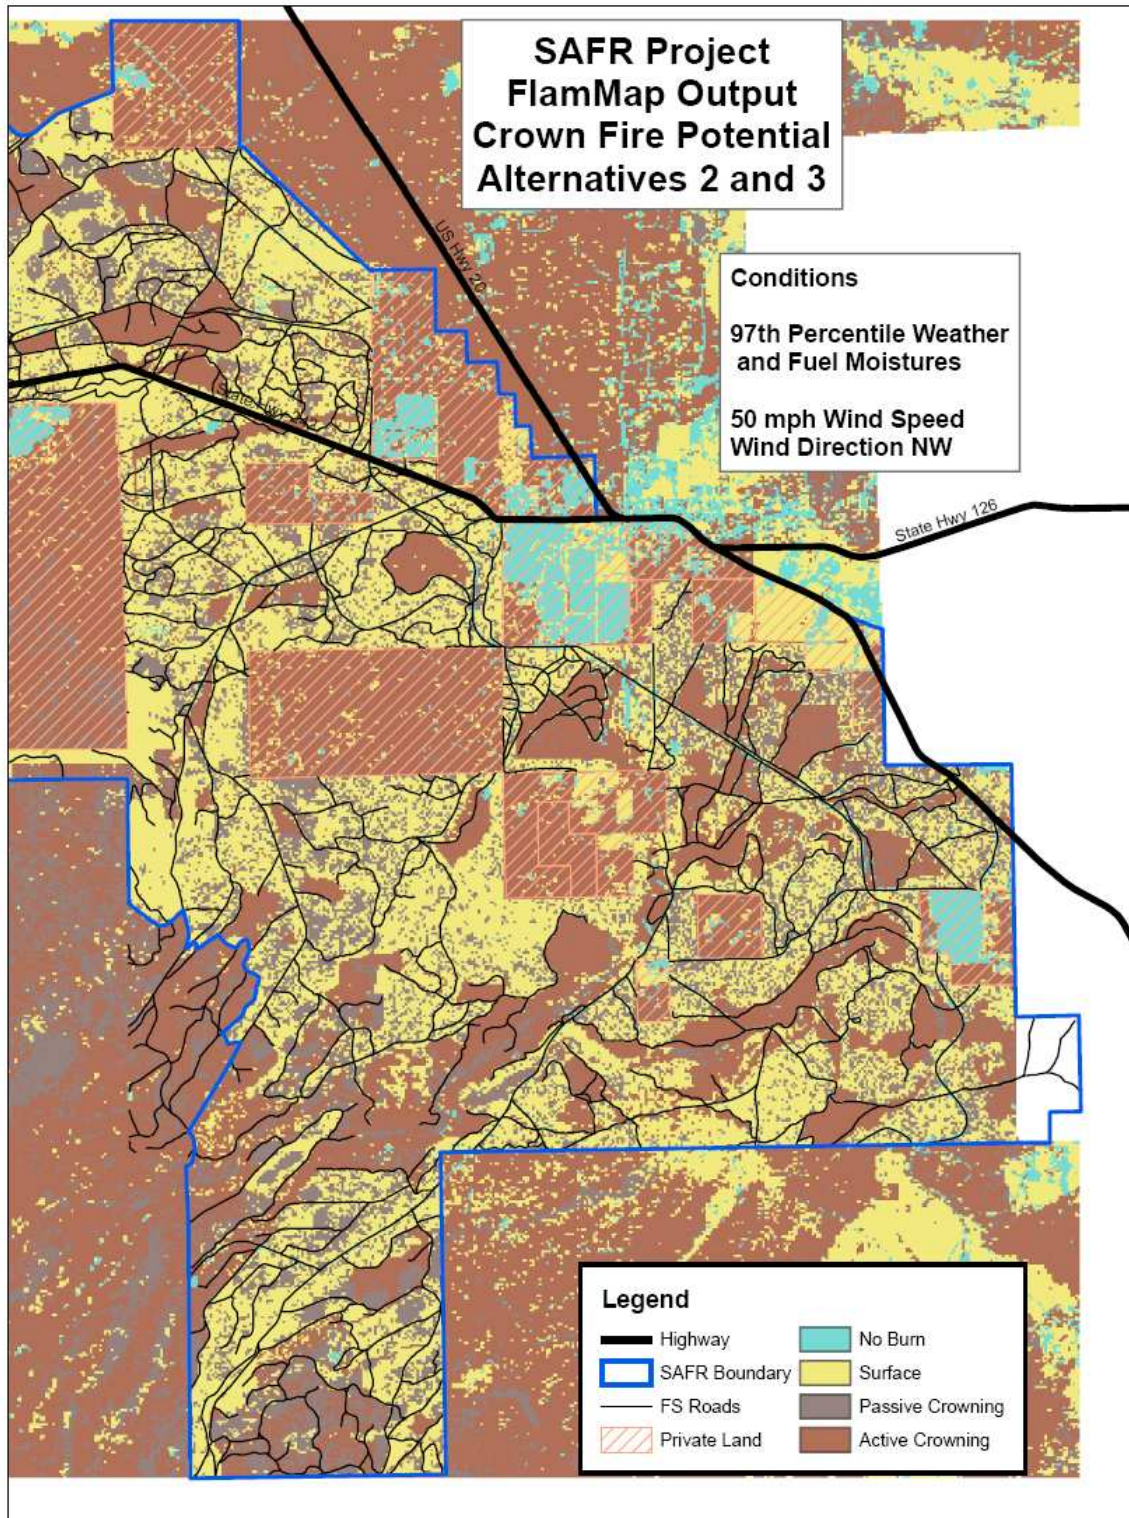 SAFR Project
FlamMap Output
Crown Fire Potential
Alternatives 2 and 3
US Hwy 20
Conditions
97th Percentile Weather
and Fuel Moistures
50 mph Wind Speed
Wind Direction NW
State Hwy
State Hwy 126
Legend
Highway
SAFR Boundary
FS Roads
Private Land
No Burn
Surface
Passive Crowning
Active Crowning